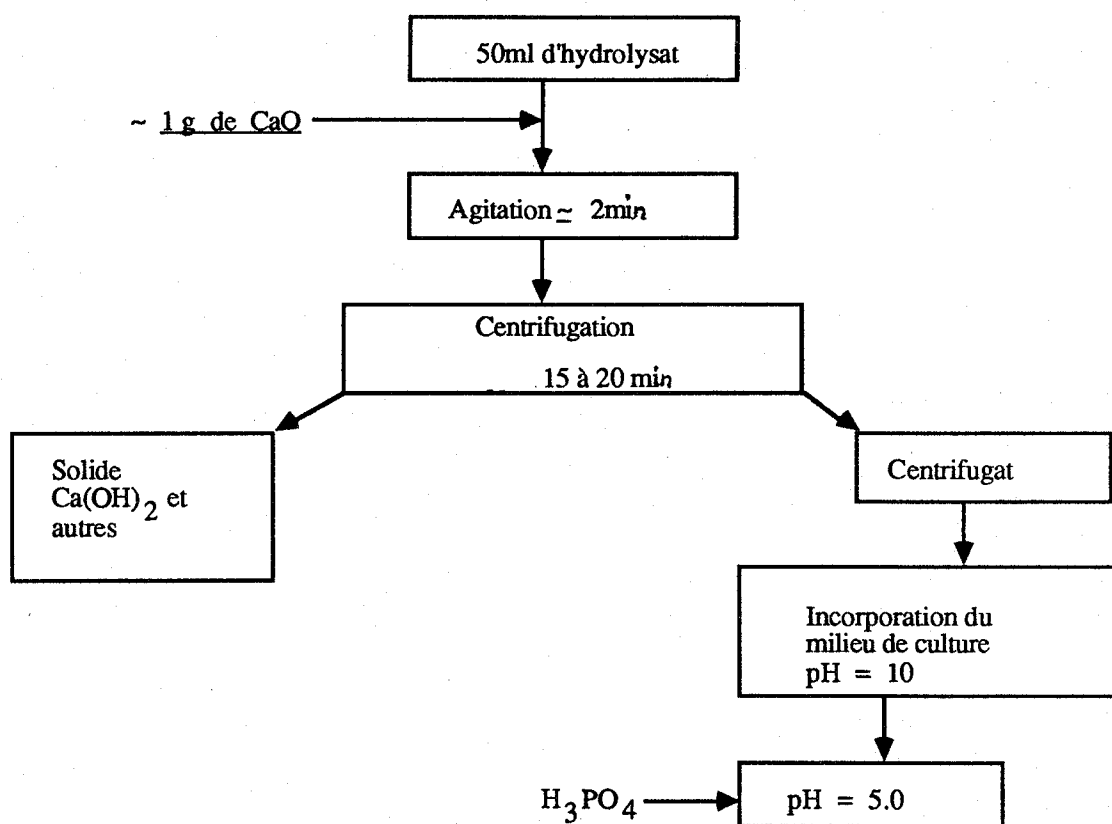 50ml d'hydrolysat
~ 1 g de CaO
Agitation ≃ 2min
Centrifugation
15 à 20 min
Solide
Ca(OH)2 et
autres
Centrifugat
Incorporation du
milieu de culture
pH = 10
H3PO4
pH = 5.0